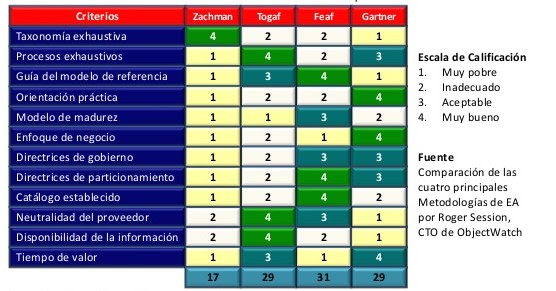 Criterios Zachman Togaf Feaf Gartner
Taxonomía exhaustiva 4 2 2 1
Procesos exhaustivos 1 4 2 3
Guía del modelo de referencia 1 3 4 1
Orientación práctica 1 2 2 4
Modelo de madurez 1 1 3 2
Enfoque de negocio 1 2 1 4
Directrices de gobierno 1 2 3 3
Directrices de particionamiento 1 2 4 3
Catálogo establecido 1 2 4 2
Neutralidad del proveedor 2 4 3 1
Disponibilidad de la información 2 4 2 1
Tiempo de valor 1 3 1 4
17 29 31 29
Escala de Calificación
1. Muy pobre
2. Inadecuado
3. Aceptable
4. Muy bueno
Fuente
Comparación de las
cuatro principales
Metodologías de EA
por Roger Session,
CTO de ObjectWatch